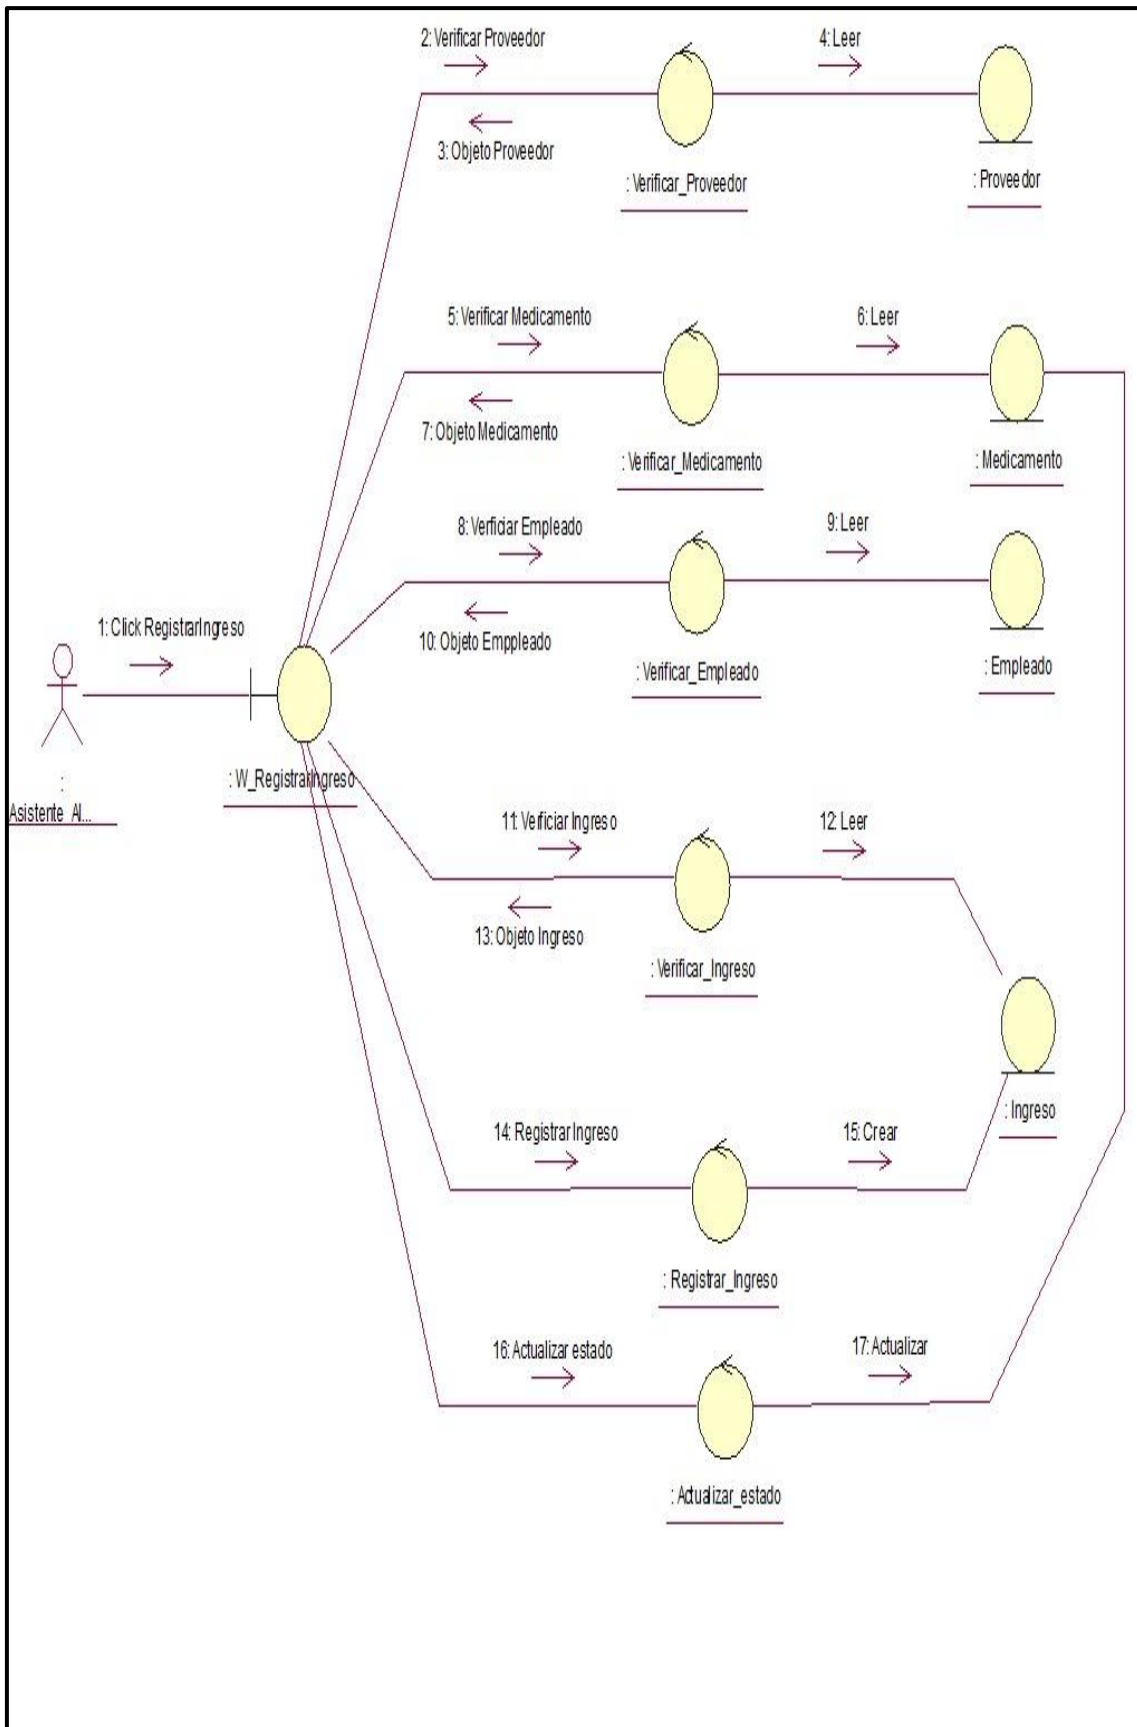 2: Verificar Proveedor
4: Leer
3: Objeto Proveedor
: Verificar_Proveedor
: Proveedor
5: Verificar Medicamento
6: Leer
7: Objeto Medicamento
: Verificar_Medicamento
: Medicamento
8: Verficiar Empleado
9: Leer
10: Objeto Emppleado
: Verificar_Empleado
: Empleado
1: Click RegistrarIngreso
: W_RegistrarIngreso
:
Asistente_Al...
11: Verficiar Ingreso
12: Leer
13: Objeto Ingreso
: Verificar_Ingreso
: Ingreso
14: Registrar Ingreso
15: Crear
: Registrar_Ingreso
16: Actualizar estado
17: Actualizar
: Actualizar_estado